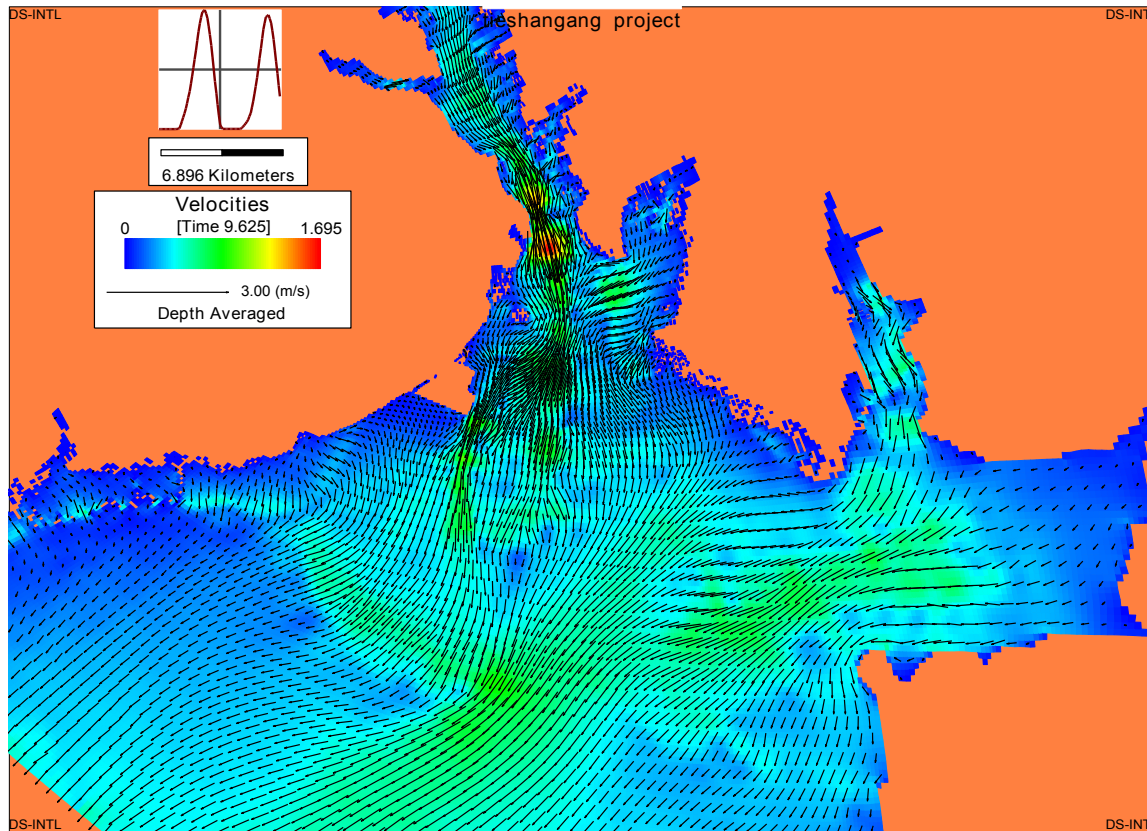 DS-INTL
tieshangang project
DS-INTL
6.896 Kilometers
Velocities
0 [Time 9.625] 1.695
3.00 (m/s)
Depth Averaged
DS-INTL
DS-INTL